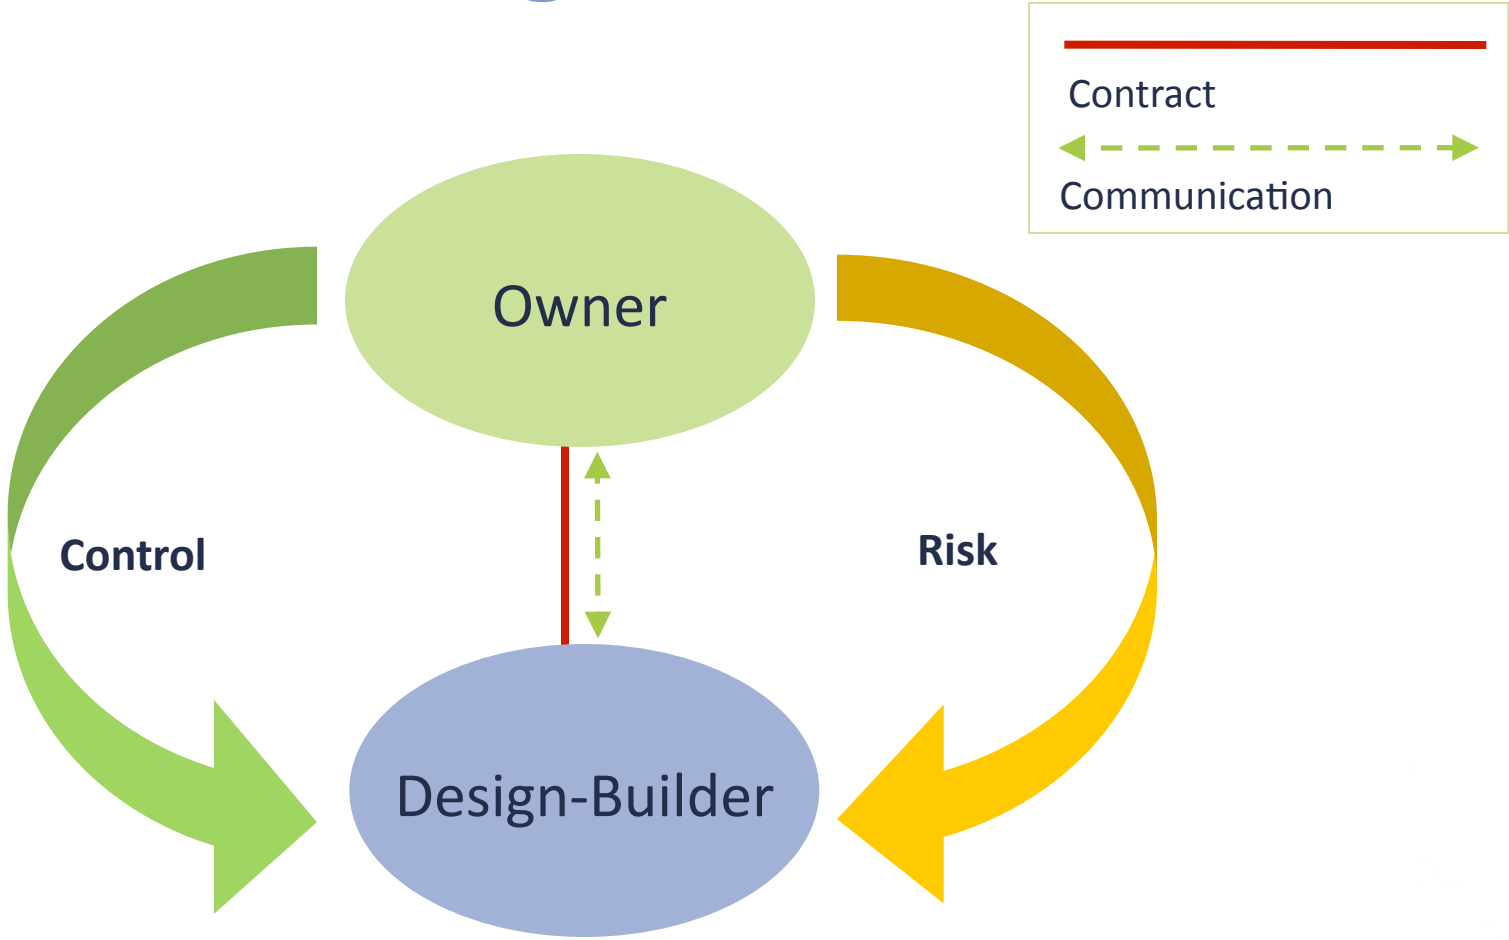 Contract
Communication
Owner
Control
Risk
Design-Builder